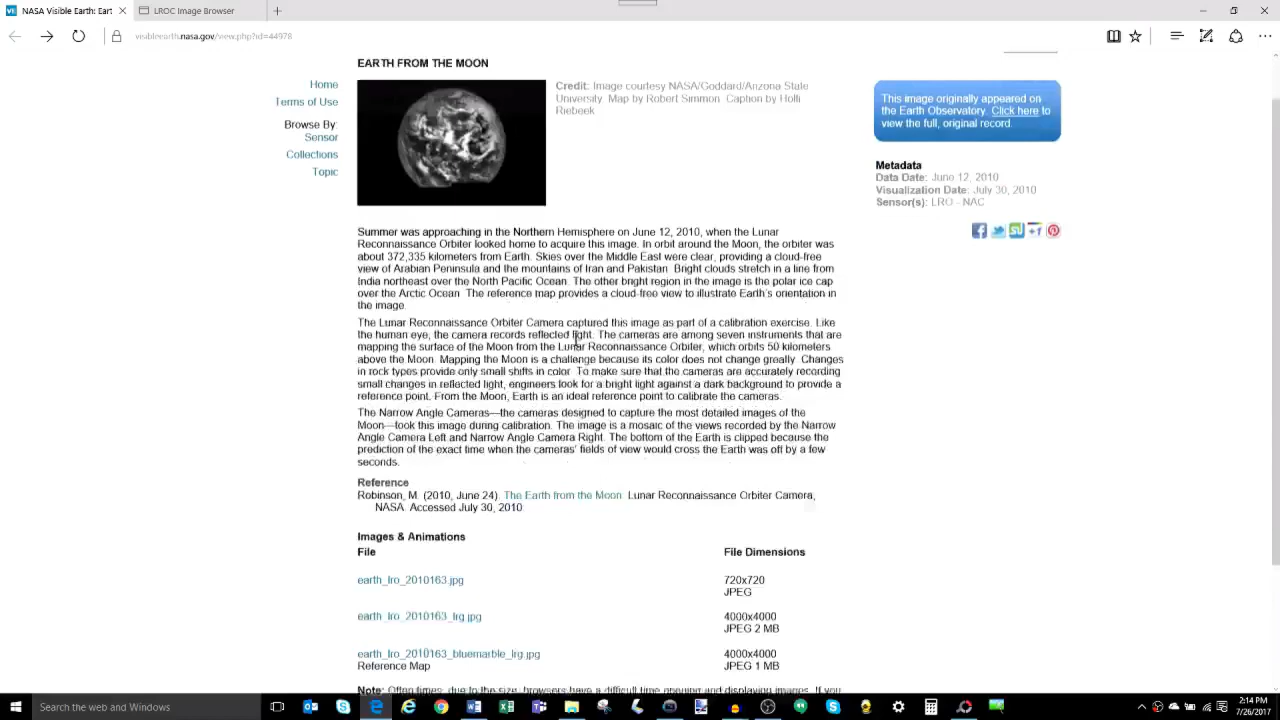 NASA Visible Earth: Eart
LROC Image Browser
visibleearth.nasa.gov/view.php?id=44978
EARTH FROM THE MOON
Home
Terms of Use
Browse By:
Sensor
Collections
Topic
Credit: Image courtesy NASA/Goddard/Arizona State
University. Map by Robert Simmon. Caption by Holli
Riebeek
This image originally appeared on
the Earth Observatory. Click here to
view the full, original record.
Metadata
Data Date: June 12, 2010
Visualization Date: July 30, 2010
Sensor(s): LRO - NAC
Summer was approaching in the Northern Hemisphere on June 12, 2010, when the Lunar
Reconnaissance Orbiter looked home to acquire this image. In orbit around the Moon, the orbiter was
about 372,335 kilometers from Earth. Skies over the Middle East were clear, providing a cloud-free
view of Arabian Peninsula and the mountains of Iran and Pakistan. Bright clouds stretch in a line from
India northeast over the North Pacific Ocean. The other bright region in the image is the polar ice cap
over the Arctic Ocean. The reference map provides a cloud-free view to illustrate Earth's orientation in
the image.
The Lunar Reconnaissance Orbiter Camera captured this image as part of a calibration exercise. Like
the human eye, the camera records reflected light. The cameras are among seven instruments that are
mapping the surface of the Moon from the Lunar Reconnaissance Orbiter, which orbits 50 kilometers
above the Moon. Mapping the Moon is a challenge because its color does not change greatly. Changes
in rock types provide only small shifts in color. To make sure that the cameras are accurately recording
small changes in reflected light, engineers look for a bright light against a dark background to provide a
reference point. From the Moon, Earth is an ideal reference point to calibrate the cameras.
The Narrow Angle Cameras—the cameras designed to capture the most detailed images of the
Moon—took this image during calibration. The image is a mosaic of the views recorded by the Narrow
Angle Camera Left and Narrow Angle Camera Right. The bottom of the Earth is clipped because the
prediction of the exact time when the cameras' fields of view would cross the Earth was off by a few
seconds.
Reference
Robinson, M. (2010, June 24). The Earth from the Moon. Lunar Reconnaissance Orbiter Camera,
NASA. Accessed July 30, 2010
Images & Animations
File
File Dimensions
earth_lro_2010163.jpg
720x720
JPEG
earth_lro_2010163_lrg.jpg
4000x4000
JPEG 2 MB
earth_lro_2010163_bluemarble_lrg.jpg
Reference Map
4000x4000
JPEG 1 MB
Note: Often times, due to the size, browsers have a difficult time opening and displaying images. If you
Search the web and Windows
2:14 PM
7/26/2017